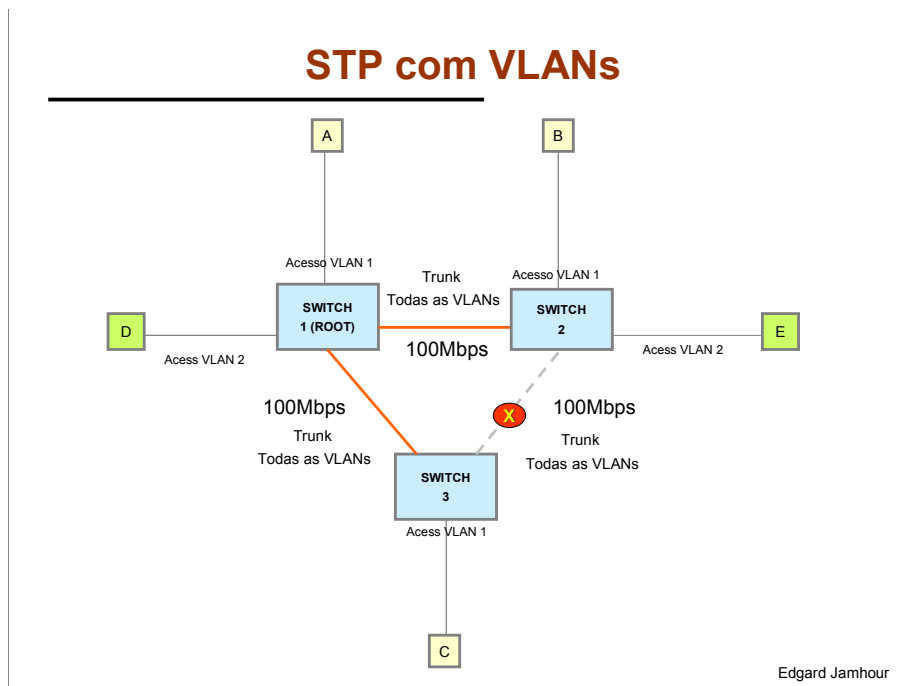 STP com VLANs
A
B
Acesso VLAN 1
Trunk
Todas as VLANs
Acesso VLAN 1
SWITCH
1 (ROOT)
SWITCH
2
D
E
Acess VLAN 2
100Mbps
Acess VLAN 2
100Mbps
Trunk
Todas as VLANs
X
100Mbps
Trunk
Todas as VLANs
SWITCH
3
Acess VLAN 1
C
Edgard Jamhour